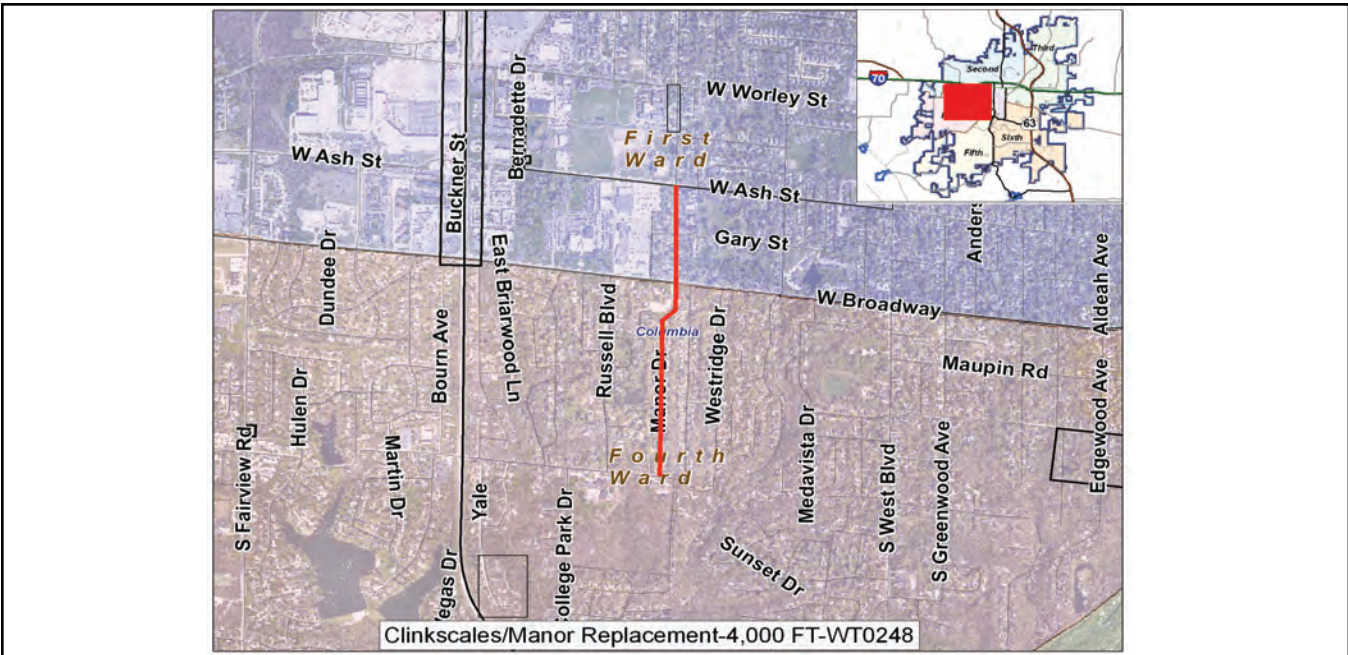 W Worley St
First
Ward
W Ash St
Buckner St
Bernadette Dr
W Ash St
Gary St
Anders
Dundee Dr
East Briarwood Ln
W Broadway
Aldeah Ave
Russell Blvd
Columbia
Bourn Ave
Manor Dr
Westridge Dr
Maupin Rd
Hulen Dr
S Fairview Rd
Martin Dr
Fourth
Ward
Medavista Dr
S West Blvd
S Greenwood Ave
Edgewood Ave
Yale
College Park Dr
Sunset Dr
Vegas Dr
Second
Third
70
63
Sixth
Fifth
Clinkscales/Manor Replacement-4,000 FT-WT0248